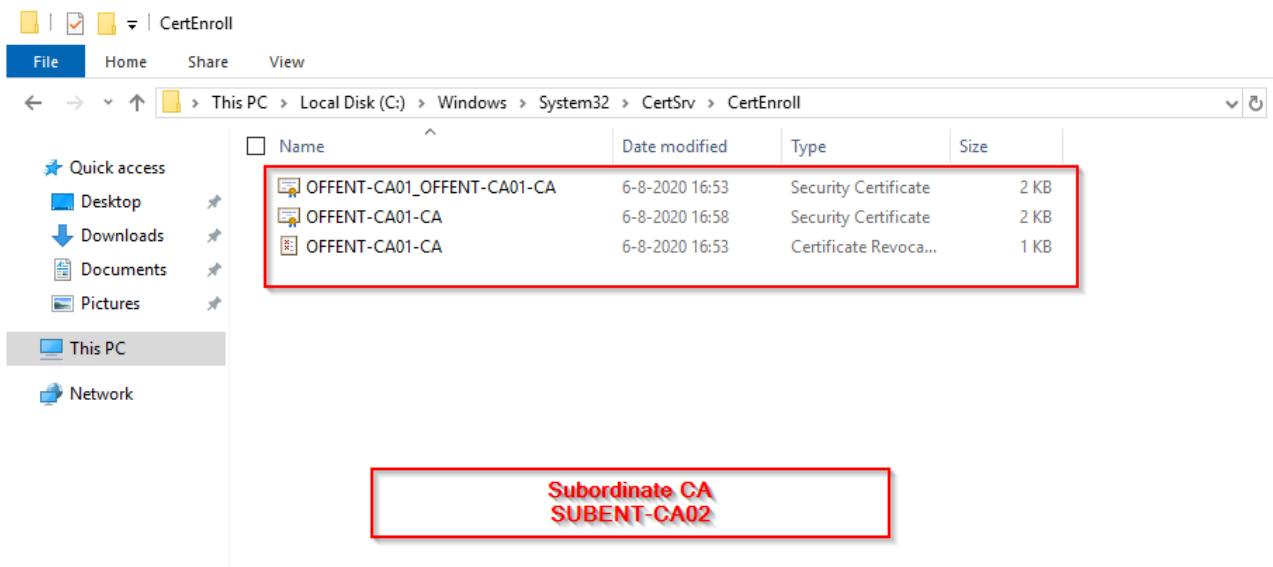 CertEnroll
File Home Share View
This PC > Local Disk (C:) > Windows > System32 > CertSrv > CertEnroll
Name Date modified Type Size
Quick access
Desktop
Downloads
Documents
Pictures
This PC
Network
OFFENT-CA01_OFFENT-CA01-CA 6-8-2020 16:53 Security Certificate 2 KB
OFFENT-CA01-CA 6-8-2020 16:58 Security Certificate 2 KB
OFFENT-CA01-CA 6-8-2020 16:53 Certificate Revoca... 1 KB
Subordinate CA
SUBENT-CA02